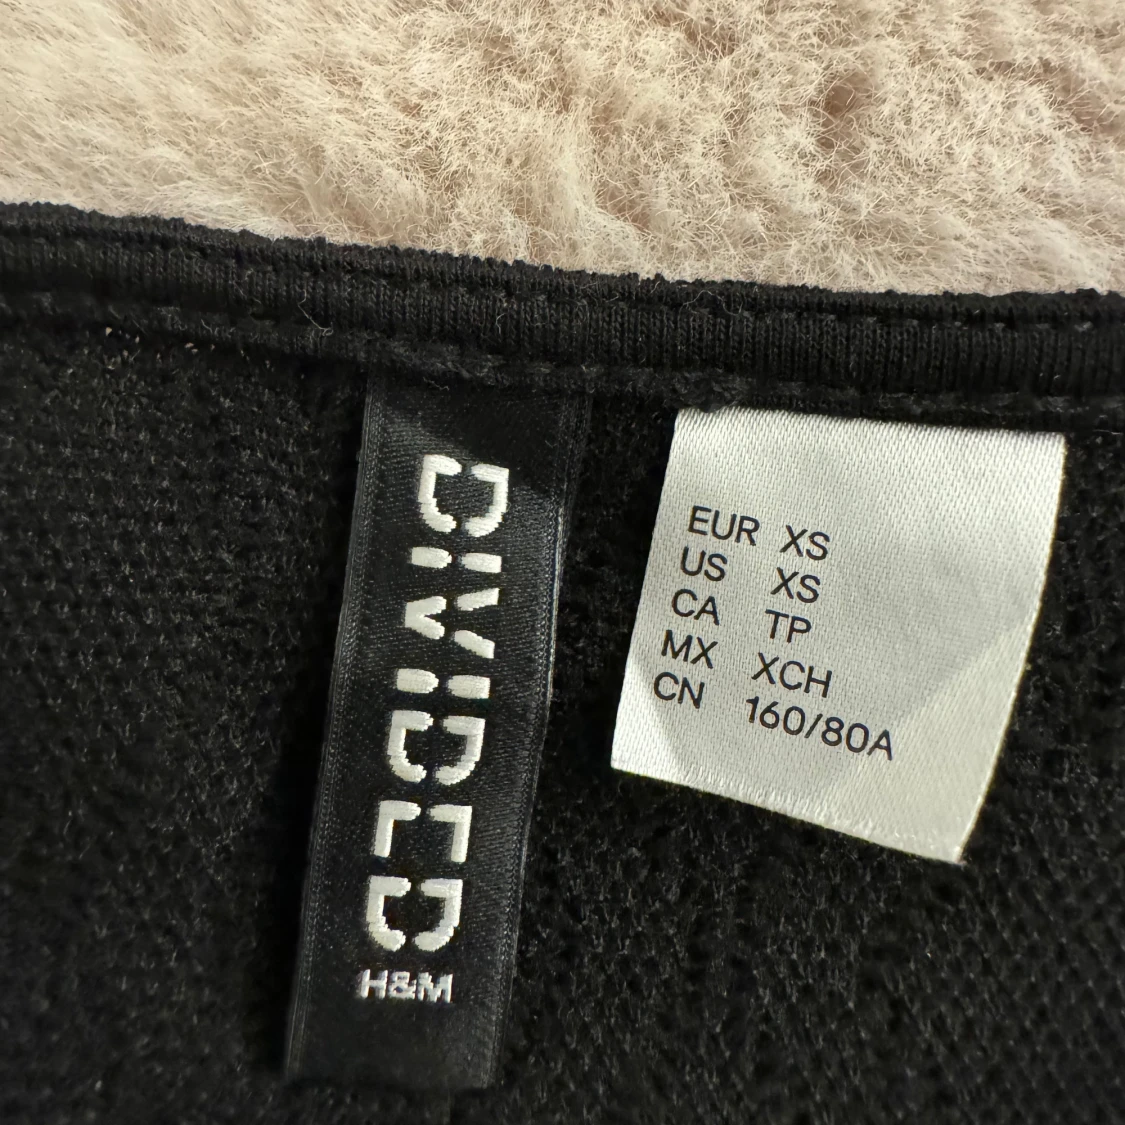 DIVIDED
H&M
EUR XS
US XS
CA TP
MX XCH
CN 160/80A